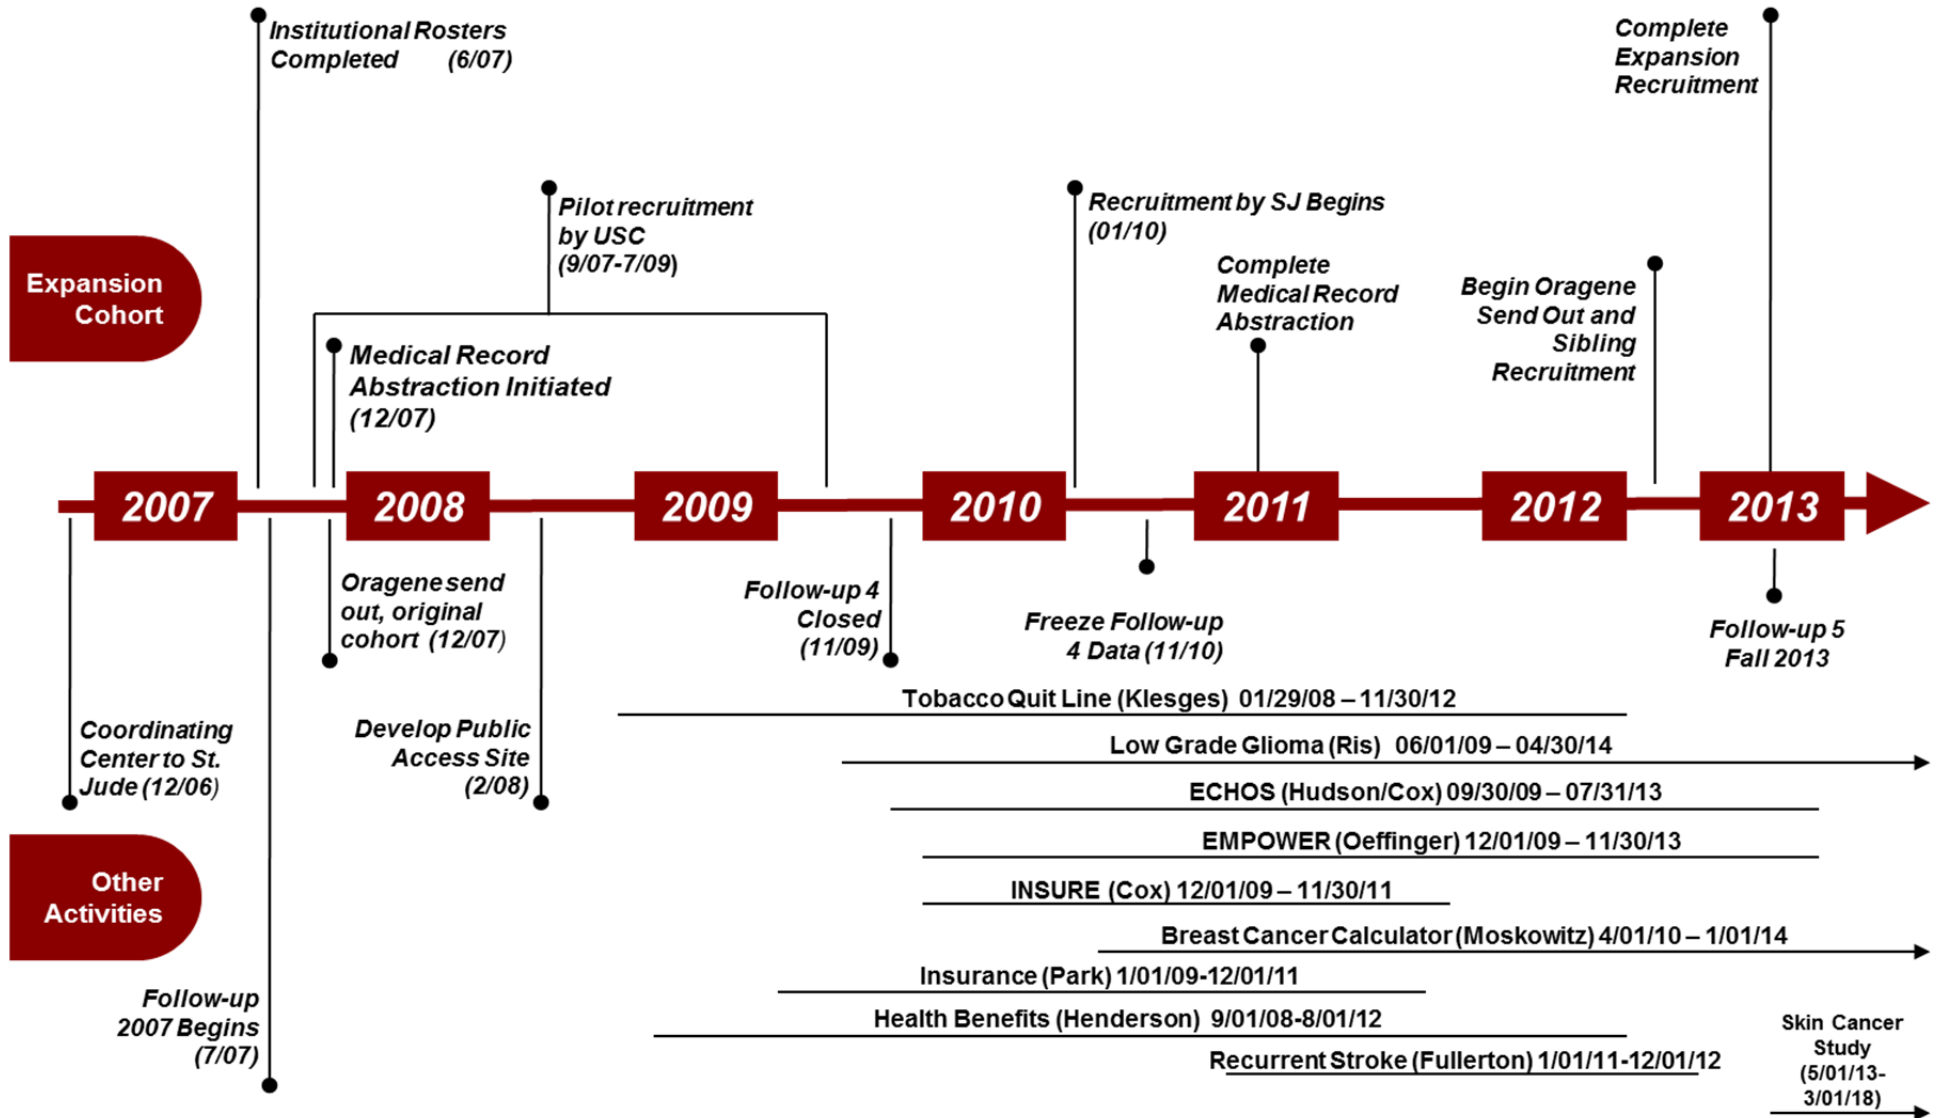 Institutional Rosters
Completed (6/07)
Complete
Expansion
Recruitment
Pilot recruitment
by USC
(9/07-7/09)
Recruitment by SJ Begins
(01/10)
Complete
Medical Record
Abstraction
Begin Oragene
Send Out and
Sibling
Recruitment
Expansion
Cohort
Medical Record
Abstraction Initiated
(12/07)
2007
2008
2009
2010
2011
2012
2013
Oragene send
out, original
cohort (12/07)
Follow-up 4
Closed
(11/09)
Freeze Follow-up
4 Data (11/10)
Follow-up 5
Fall 2013
Coordinating
Center to St.
Jude (12/06)
Develop Public
Access Site
(2/08)
Tobacco Quit Line (Klesges) 01/29/08 – 11/30/12
Low Grade Glioma (Ris) 06/01/09 – 04/30/14
ECHOS (Hudson/Cox) 09/30/09 – 07/31/13
EMPOWER (Oeffinger) 12/01/09 – 11/30/13
INSURE (Cox) 12/01/09 – 11/30/11
Breast Cancer Calculator (Moskowitz) 4/01/10 – 1/01/14
Insurance (Park) 1/01/09-12/01/11
Health Benefits (Henderson) 9/01/08-8/01/12
Recurrent Stroke (Fullerton) 1/01/11-12/01/12
Other
Activities
Follow-up
2007 Begins
(7/07)
Skin Cancer
Study
(5/01/13-
3/01/18)